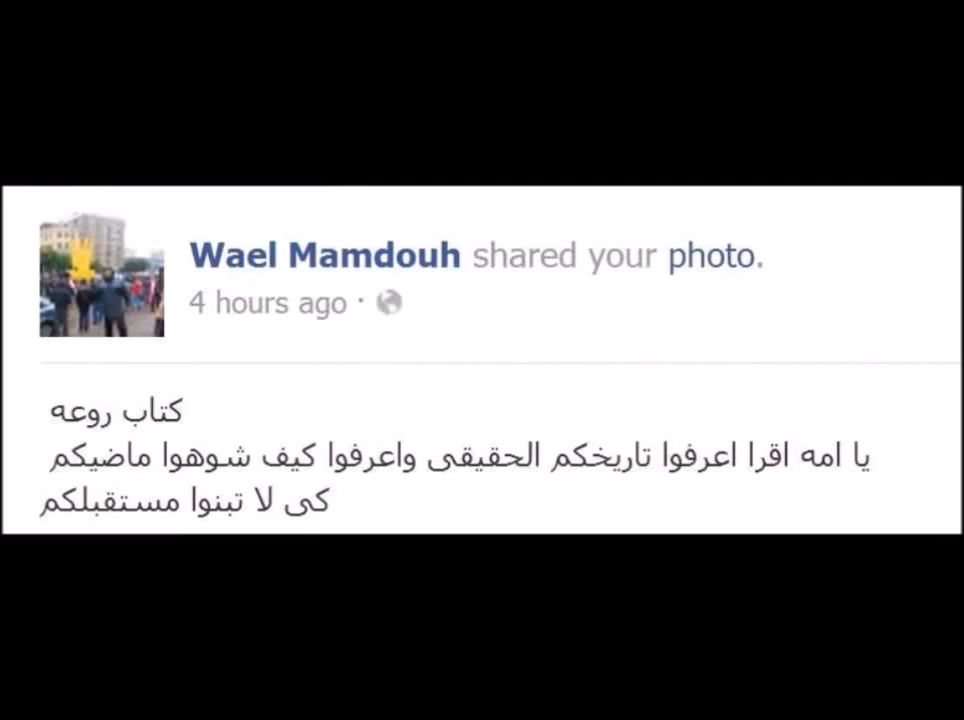 Wael Mamdouh shared your photo.
4 hours ago ·
كتاب روعه
يا امه اقرا اعرفوا تاريخكم الحقيقى واعرفوا كيف شوهوا ماضيكم
كى لا تبنوا مستقبلكم